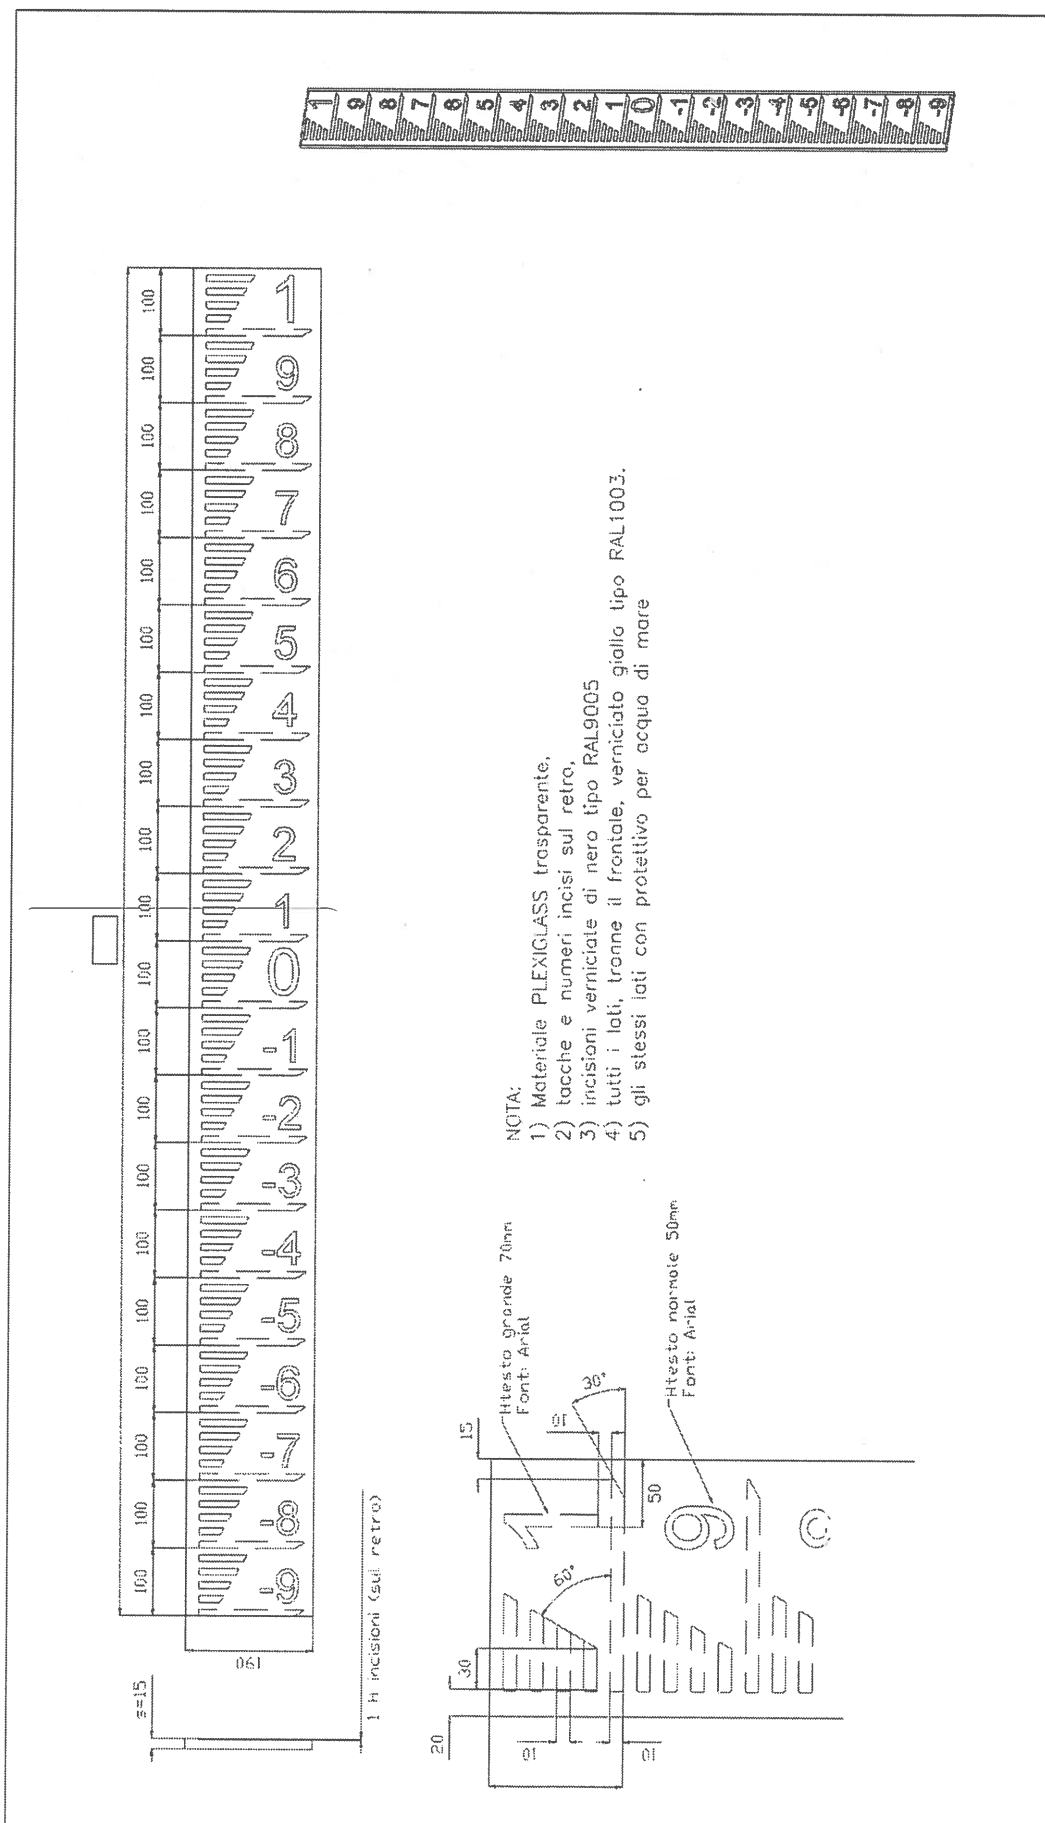 1
9
8
7
6
5
4
3
2
1
0
-1
-2
-3
-4
-5
-6
-7
-8
-9
100 100 100 100 100 100 100 100 100 100 100 100 100 100 100 100 100 100 100 100
-9 -8 -7 -6 -5 -4 -3 -2 -1 0 1 2 3 4 5 6 7 8 9 1
190
s=15
1 h incisioni (sul retro)
NOTA:
1) Materiale PLEXIGLASS trasparente,
2) tacche e numeri incisi sul retro,
3) incisioni verniciate di nero tipo RAL9005
4) tutti i lati, tranne il frontale, verniciato giallo tipo RAL1003.
5) gli stessi lati con protettivo per acqua di mare
Htesto grande 70mm
Font: Arial
Htesto normale 50mm
Font: Arial
15
10
30°
50
60°
30
20
10
10
1
9